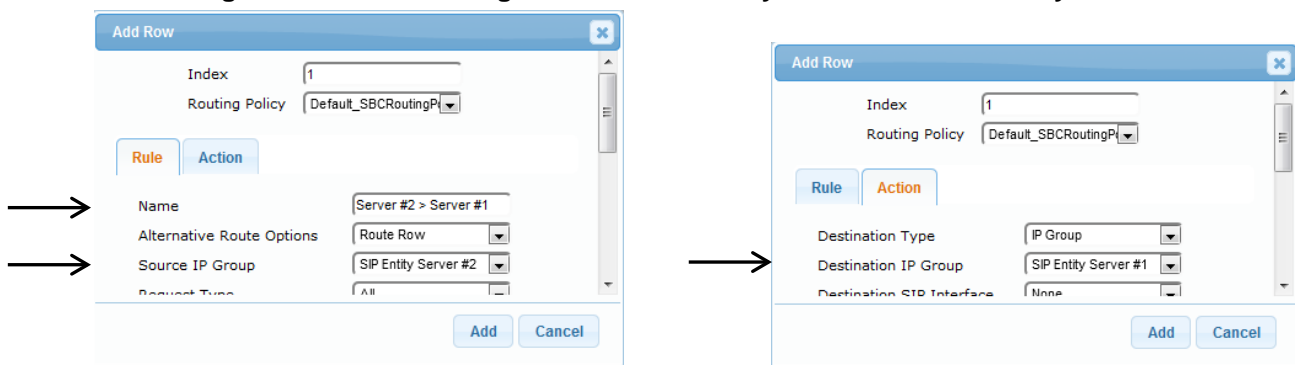 Add Row
Index 1
Routing Policy Default_SBCRoutingP
Rule Action
Name Server #2 > Server #1
Alternative Route Options Route Row
Source IP Group SIP Entity Server #2
Request Type All
Add Cancel
Add Row
Index 1
Routing Policy Default_SBCRoutingP
Rule Action
Destination Type IP Group
Destination IP Group SIP Entity Server #1
Destination SIP Interface None
Add Cancel